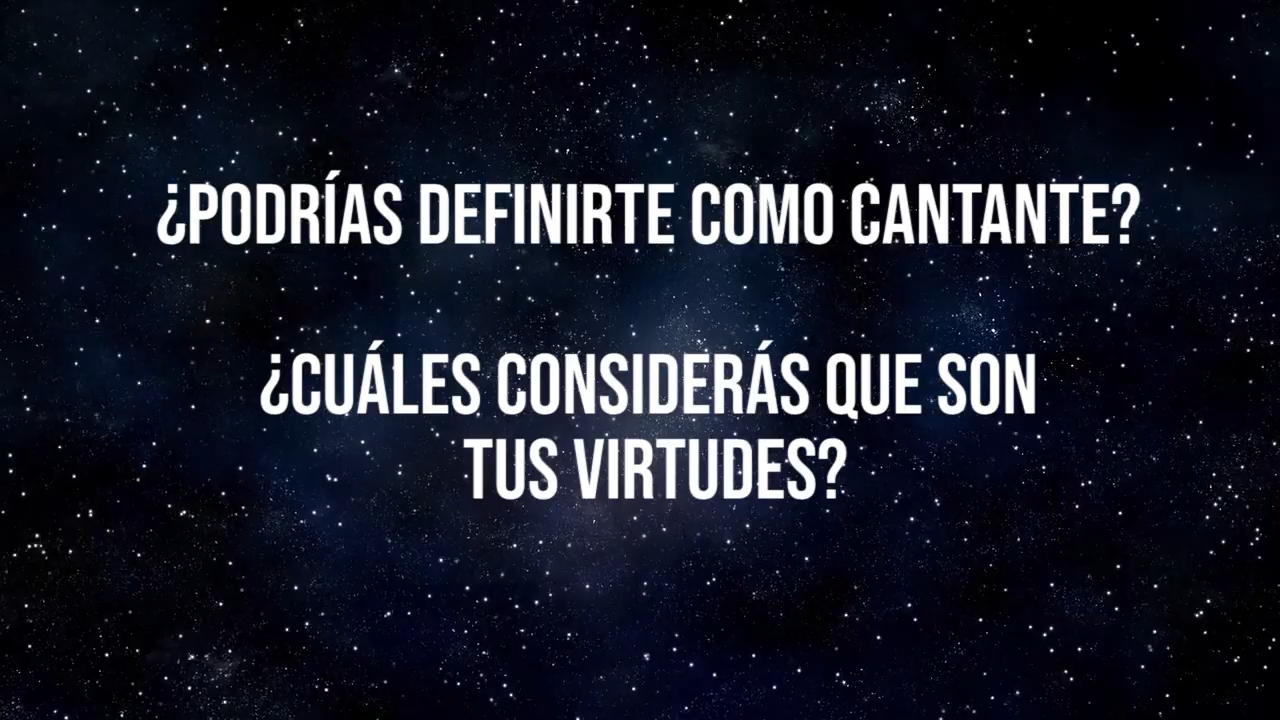 ¿PODRÍAS DEFINIRTE COMO CANTANTE?
¿CUÁLES CONSIDERÁS QUE SON
TUS VIRTUDES?